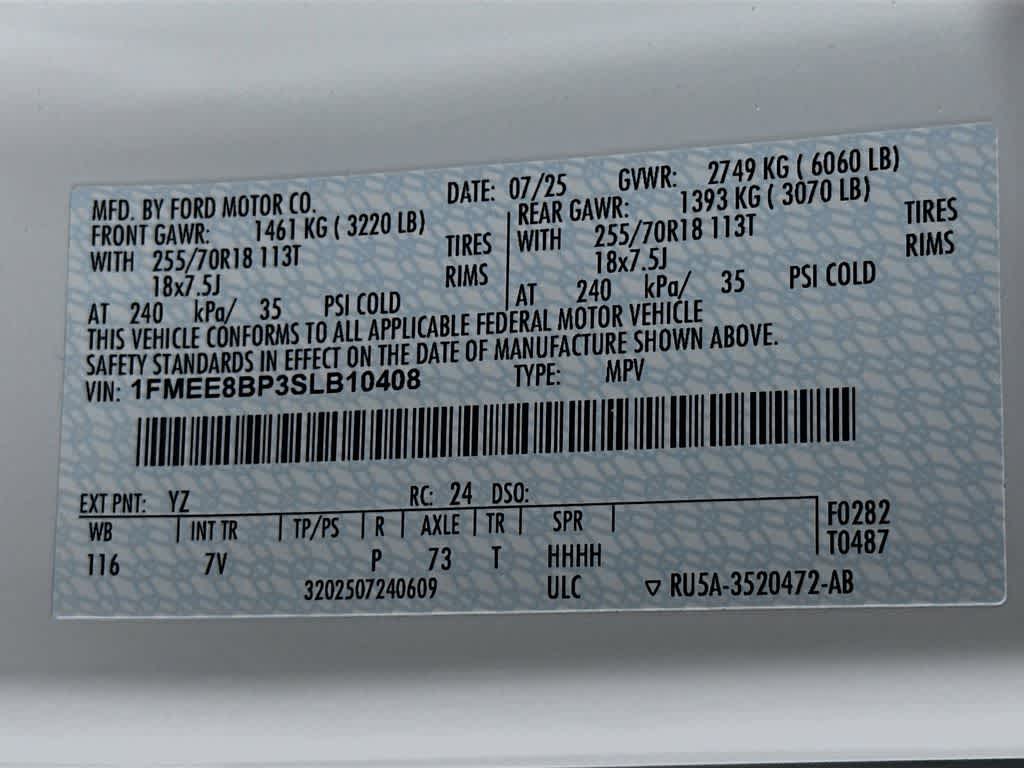 MFD. BY FORD MOTOR CO. DATE: 07/25 GVWR: 2749 KG ( 6060 LB)
FRONT GAWR: 1461 KG ( 3220 LB) REAR GAWR: 1393 KG ( 3070 LB)
WITH 255/70R18 113T TIRES WITH 255/70R18 113T TIRES
18x7.5J RIMS 18x7.5J RIMS
AT 240 kPa/ 35 PSI COLD AT 240 kPa/ 35 PSI COLD
THIS VEHICLE CONFORMS TO ALL APPLICABLE FEDERAL MOTOR VEHICLE
SAFETY STANDARDS IN EFFECT ON THE DATE OF MANUFACTURE SHOWN ABOVE.
VIN: 1FMEE8BP3SLB10408 TYPE: MPV
EXT PNT: YZ RC: 24 DSO:
WB | INT TR | TP/PS | R | AXLE | TR | SPR | F0282
116 7V P 73 T HHHH T0487
3202507240609 ULC ▽ RU5A-3520472-AB